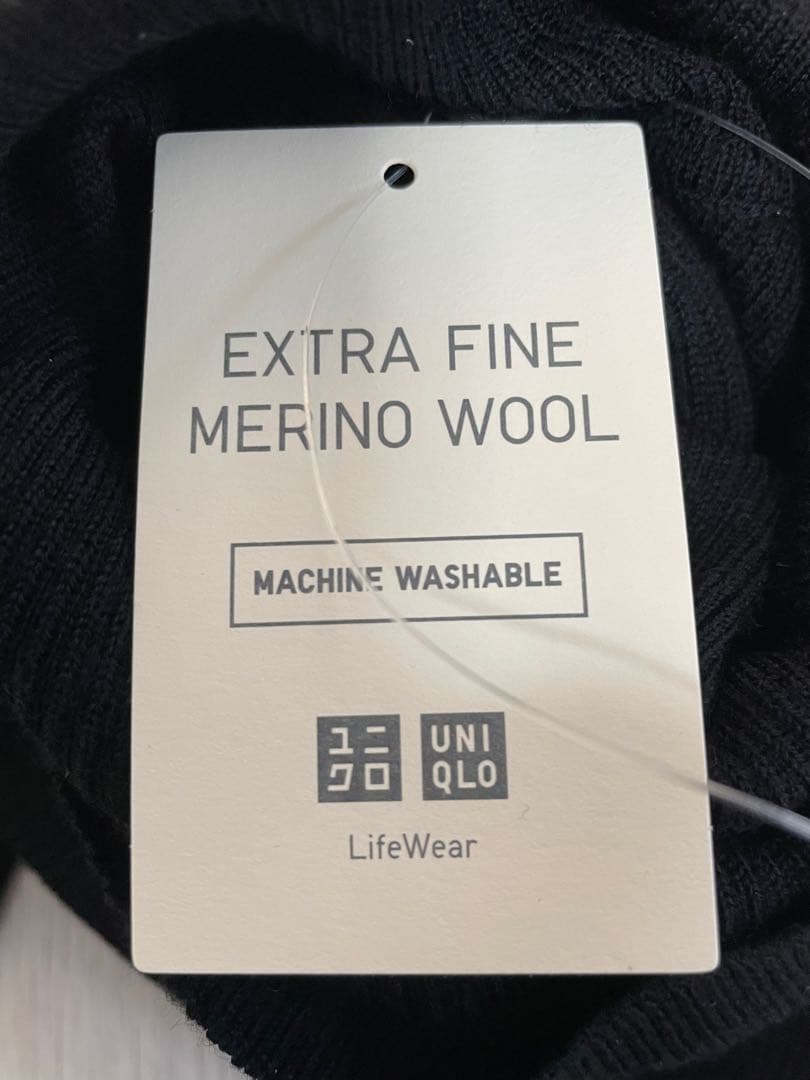 EXTRA FINE
MERINO WOOL
MACHINE WASHABLE
ユニ UNI
クロ QLO
LifeWear